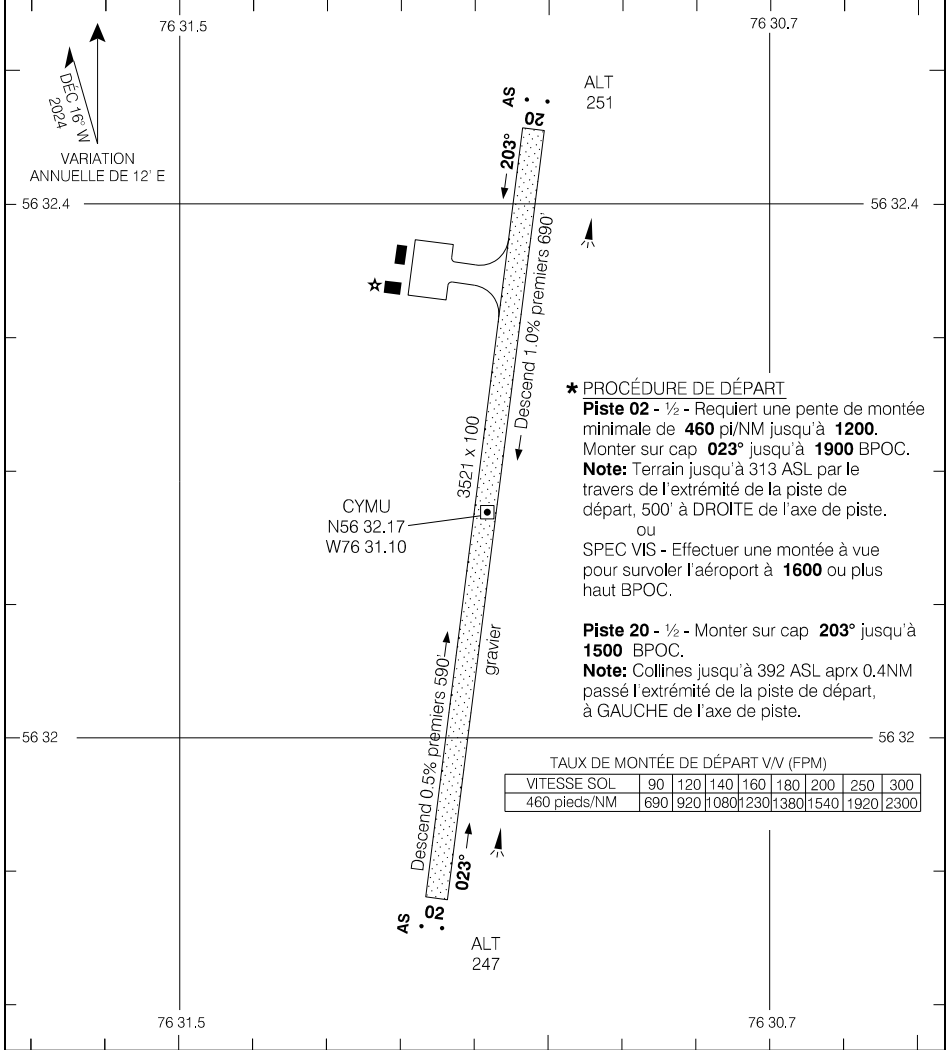 76 31.5
76 30.7
DÉC 16° W
2024
VARIATION
ANNUELLE DE 12' E
ALT
251
AS
20
203°
56 32.4
56 32.4
Descend 1.0% premiers 690'
3521 x 100
CYMU
N56 32.17
W76 31.10
* PROCÉDURE DE DÉPART
Piste 02 - ½ - Requiert une pente de montée
minimale de 460 pi/NM jusqu'à 1200.
Monter sur cap 023° jusqu'à 1900 BPOC.
Note: Terrain jusqu'à 313 ASL par le
travers de l'extrémité de la piste de
départ, 500' à DROITE de l'axe de piste.
ou
SPEC VIS - Effectuer une montée à vue
pour survoler l'aéroport à 1600 ou plus
haut BPOC.
Piste 20 - ½ - Monter sur cap 203° jusqu'à
1500 BPOC.
Note: Collines jusqu'à 392 ASL aprx 0.4NM
passé l'extrémité de la piste de départ,
à GAUCHE de l'axe de piste.
gravier
Descend 0.5% premiers 590'
56 32
56 32
TAUX DE MONTÉE DE DÉPART V/V (FPM)
VITESSE SOL 90 120 140 160 180 200 250 300
460 pieds/NM 690 920 1080 1230 1380 1540 1920 2300
023°
AS
02
ALT
247
76 31.5
76 30.7